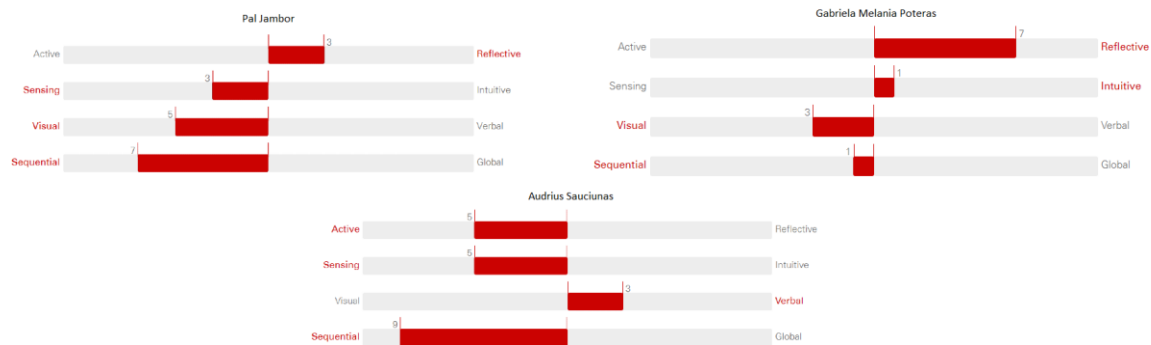 Pal Jambor
3
Active Reflective
3
Sensing Intuitive
5
Visual Verbal
7
Sequential Global
Gabriela Melania Poteras
7
Active Reflective
1
Sensing Intuitive
3
Visual Verbal
1
Sequential Global
Audrius Sauciunas
5
Active Reflective
5
Sensing Intuitive
3
Visual Verbal
9
Sequential Global